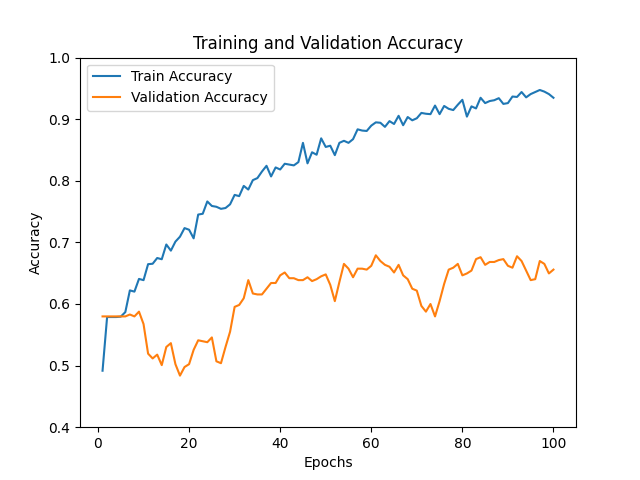 Training and Validation Accuracy
Train Accuracy
Validation Accuracy
1.0
0.9
0.8
0.7
0.6
0.5
0.4
Accuracy
0 20 40 60 80 100
Epochs